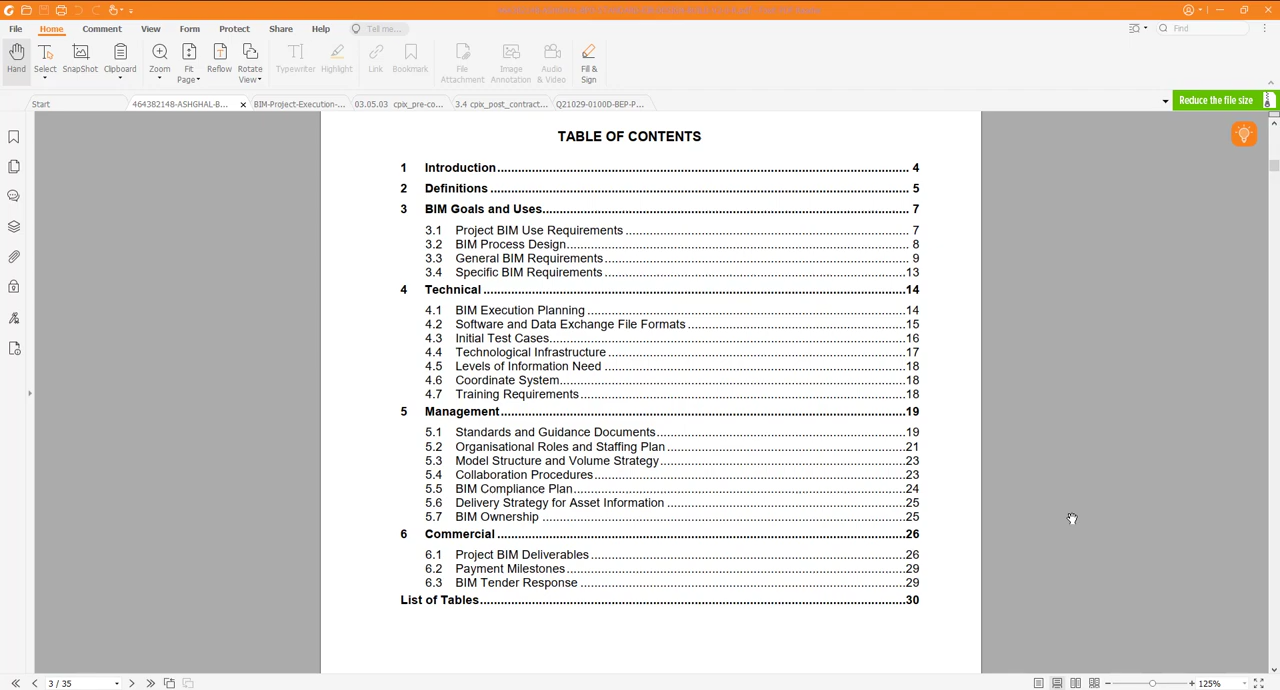 File Home Comment View Form Protect Share Help Tell me... Find
Hand Select SnapShot Clipboard Zoom Fit Page Reflow Rotate View Typewriter Highlight Link Bookmark File Attachment Image Annotation Audio & Video Fill & Sign
Start 464382148-ASHGHAL-B... BIM-Project-Execution-... 03.05.03 cpix_pre-co... 3.4 cpix_post_contract... Q21029-0100D-BEP-P... Reduce the file size
TABLE OF CONTENTS
1 Introduction 4
2 Definitions 5
3 BIM Goals and Uses 7
3.1 Project BIM Use Requirements 7
3.2 BIM Process Design 8
3.3 General BIM Requirements 9
3.4 Specific BIM Requirements 13
4 Technical 14
4.1 BIM Execution Planning 14
4.2 Software and Data Exchange File Formats 15
4.3 Initial Test Cases 16
4.4 Technological Infrastructure 17
4.5 Levels of Information Need 18
4.6 Coordinate System 18
4.7 Training Requirements 18
5 Management 19
5.1 Standards and Guidance Documents 19
5.2 Organisational Roles and Staffing Plan 21
5.3 Model Structure and Volume Strategy 23
5.4 Collaboration Procedures 23
5.5 BIM Compliance Plan 24
5.6 Delivery Strategy for Asset Information 25
5.7 BIM Ownership 25
6 Commercial 26
6.1 Project BIM Deliverables 26
6.2 Payment Milestones 29
6.3 BIM Tender Response 29
List of Tables 30
3 / 35 125%